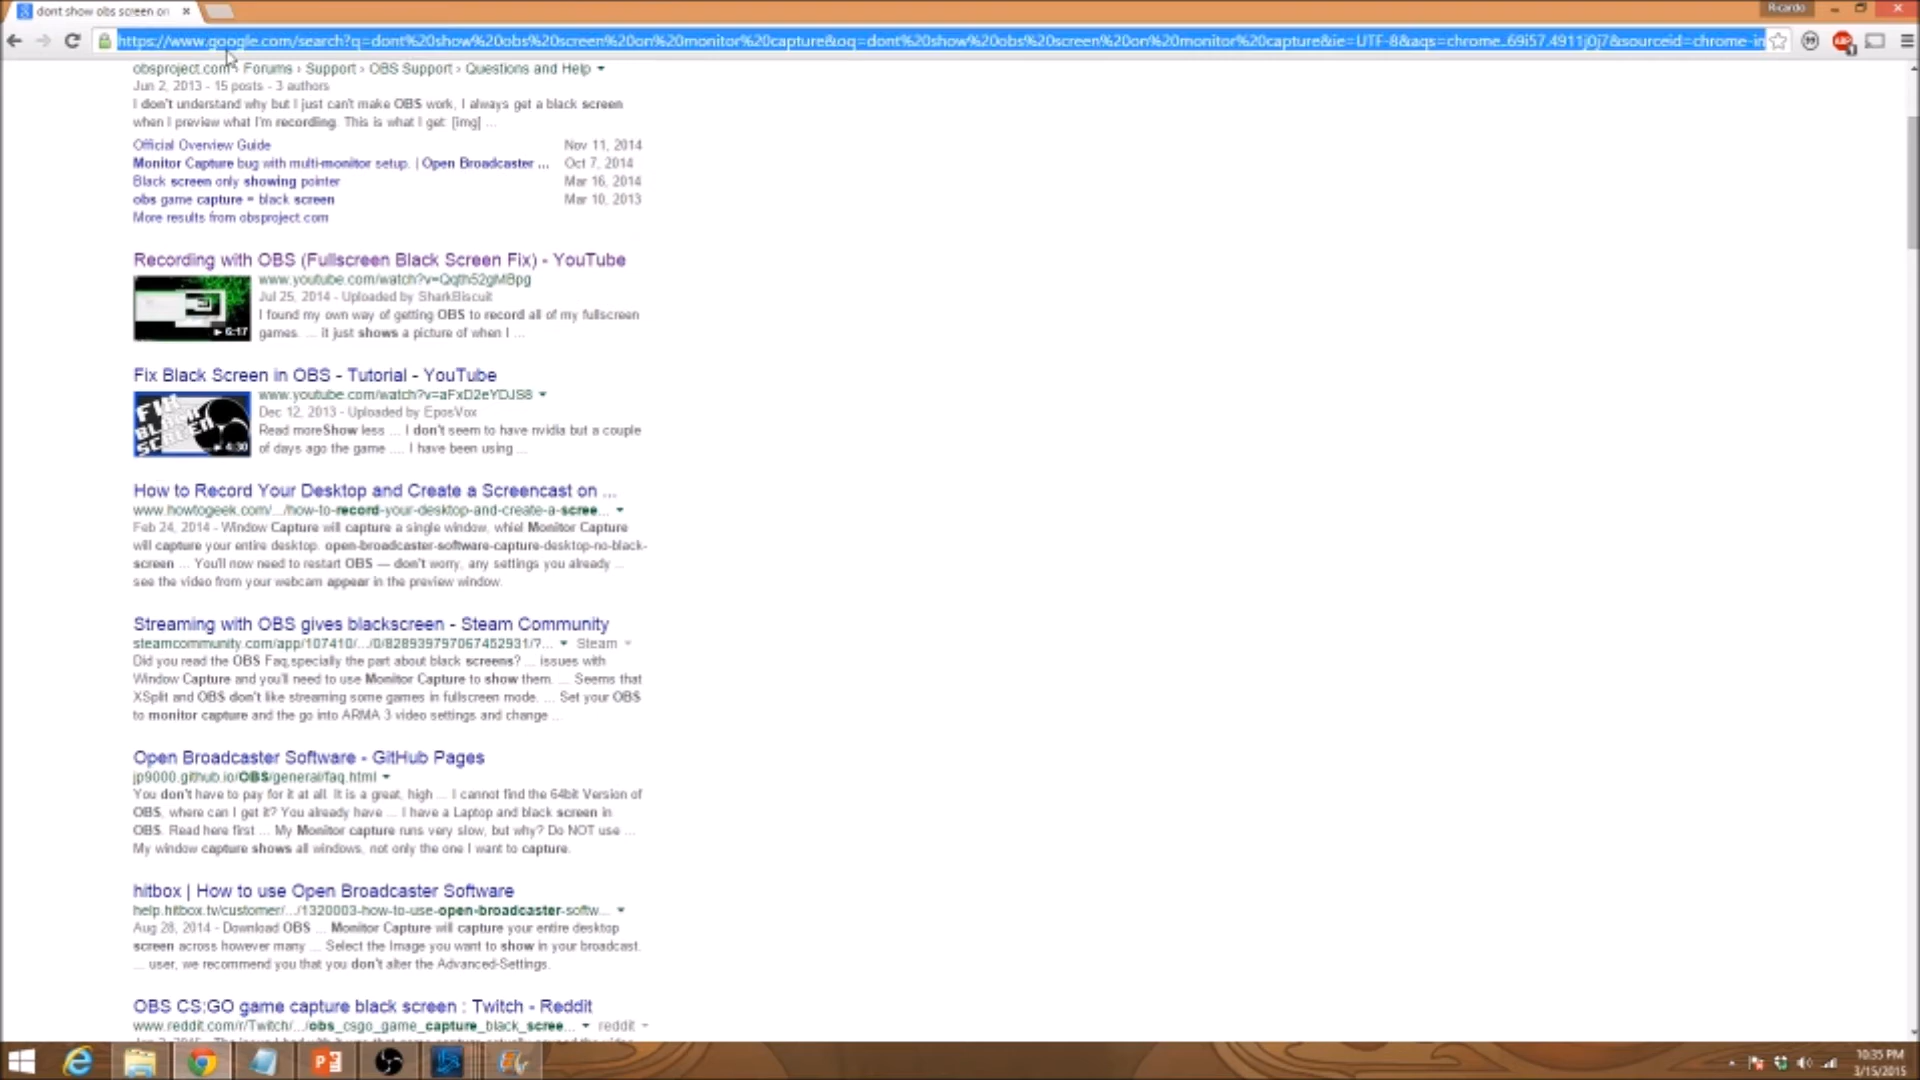 dont show obs screen on
Ricardo
https://www.google.com/search?q=dont%20show%20obs%20screen%20on%20monitor%20capture&oq=dont%20show%20obs%20screen%20on%20monitor%20capture&ie=UTF-8&aqs=chrome..69i57.4911j0j7&sourceid=chrome-in
obsproject.com › Forums › Support › OBS Support › Questions and Help
Jun 2, 2013 - 15 posts - 3 authors
I don't understand why but I just can't make OBS work, I always get a black screen
when I preview what I'm recording. This is what I get: [img] ...
Official Overview Guide Nov 11, 2014
Monitor Capture bug with multi-monitor setup. | Open Broadcaster ... Oct 7, 2014
Black screen only showing pointer Mar 16, 2014
obs game capture = black screen Mar 10, 2013
More results from obsproject.com
Recording with OBS (Fullscreen Black Screen Fix) - YouTube
www.youtube.com/watch?v=Qqth52gMBpg
Jul 25, 2014 - Uploaded by SharkBiscuit
I found my own way of getting OBS to record all of my fullscreen
games. ... it just shows a picture of when I ...
6:17
Fix Black Screen in OBS - Tutorial - YouTube
www.youtube.com/watch?v=aFxD2eYDJS8
Dec 12, 2013 - Uploaded by EposVox
Read moreShow less ... I don't seem to have nvidia but a couple
of days ago the game .... I have been using ...
FIX BLACK SCREEN
4:30
How to Record Your Desktop and Create a Screencast on ...
www.howtogeek.com/.../how-to-record-your-desktop-and-create-a-scree...
Feb 24, 2014 - Window Capture will capture a single window, whiel Monitor Capture
will capture your entire desktop. open-broadcaster-software-capture-desktop-no-black-
screen ... You'll now need to restart OBS — don't worry, any settings you already ...
see the video from your webcam appear in the preview window.
Streaming with OBS gives blackscreen - Steam Community
steamcommunity.com/app/107410/.../0/828939797067452931/?... Steam
Did you read the OBS Faq,specially the part about black screens? ... issues with
Window Capture and you'll need to use Monitor Capture to show them. ... Seems that
XSplit and OBS don't like streaming some games in fullscreen mode. ... Set your OBS
to monitor capture and the go into ARMA 3 video settings and change ...
Open Broadcaster Software - GitHub Pages
jp9000.github.io/OBS/general/faq.html
You don't have to pay for it at all. It is a great, high ... I cannot find the 64bit Version of
OBS, where can I get it? You already have ... I have a Laptop and black screen in
OBS. Read here first ... My Monitor capture runs very slow, but why? Do NOT use ...
My window capture shows all windows, not only the one I want to capture.
hitbox | How to use Open Broadcaster Software
help.hitbox.tv/customer/.../1320003-how-to-use-open-broadcaster-softw...
Aug 28, 2014 - Download OBS ... Monitor Capture will capture your entire desktop
screen across however many ... Select the Image you want to show in your broadcast.
... user, we recommend you that you don't alter the Advanced-Settings.
OBS CS:GO game capture black screen : Twitch - Reddit
www.reddit.com/r/Twitch/.../obs_csgo_game_capture_black_scree... reddit
10:35 PM
3/15/2015